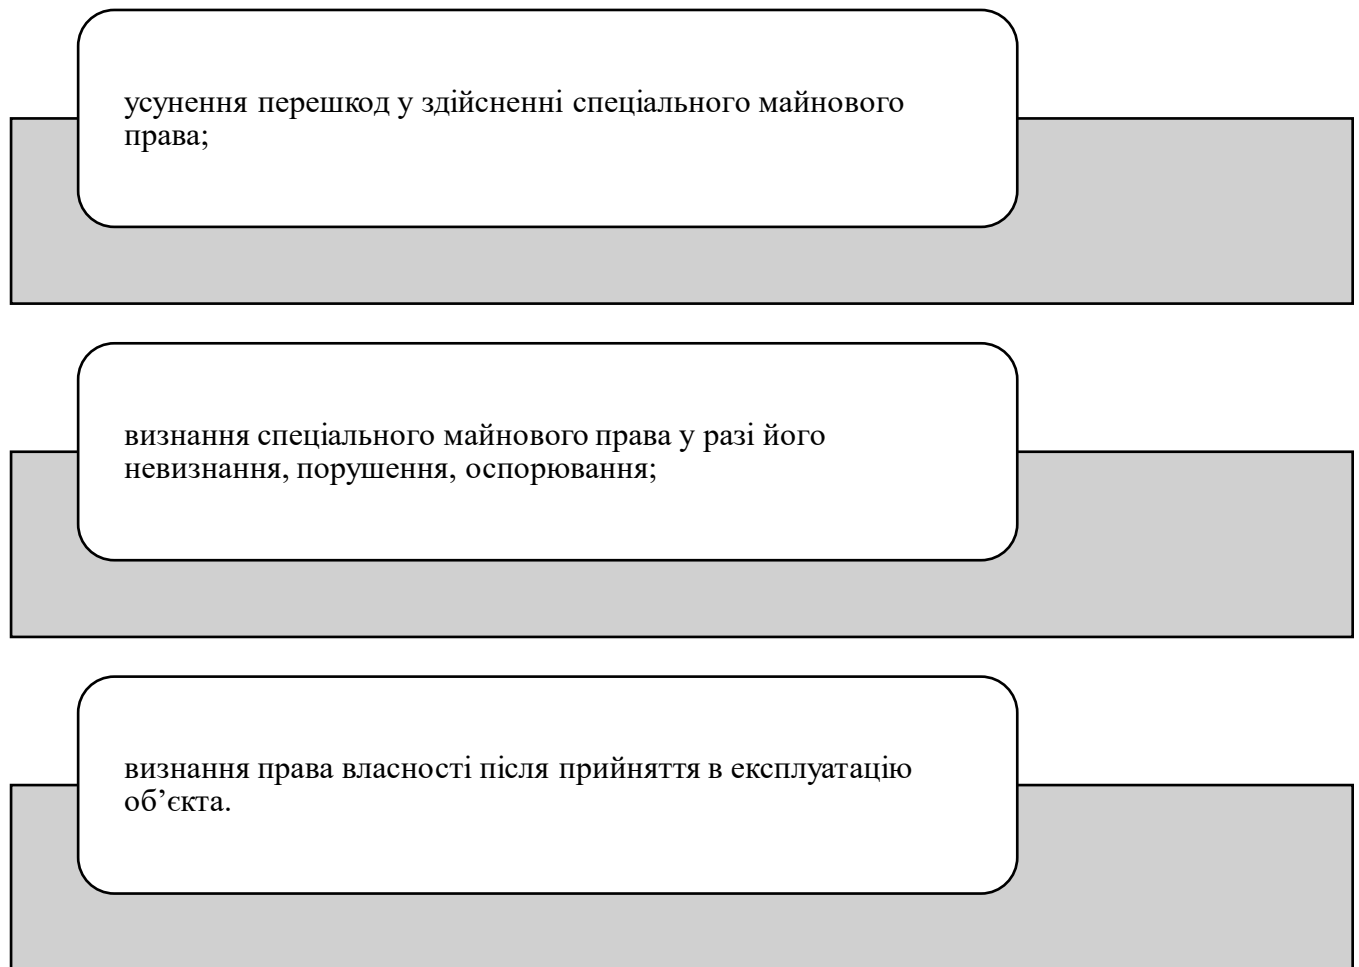 усунення перешкод у здійсненні спеціального майнового
права;
визнання спеціального майнового права у разі його
невизнання, порушення, оспорювання;
визнання права власності після прийняття в експлуатацію
об’єкта.